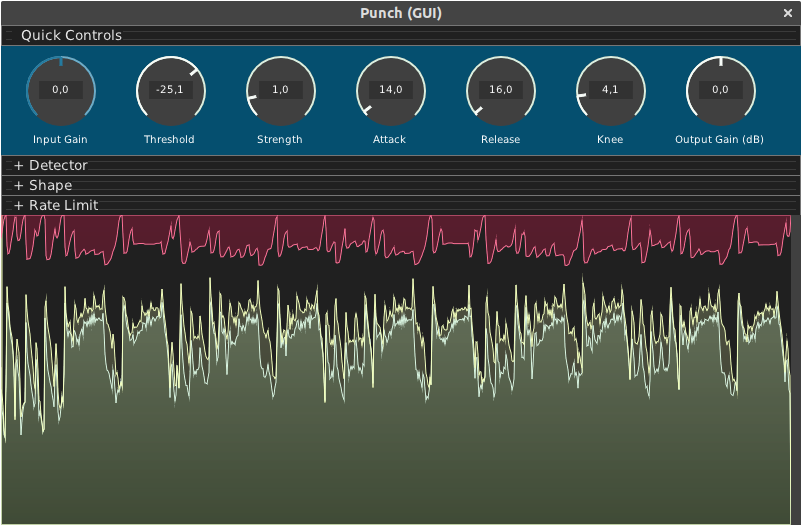 Punch (GUI) ×
Quick Controls
0,0 -25,1 1,0 14,0 16,0 4,1 0,0
Input Gain Threshold Strength Attack Release Knee Output Gain (dB)
+ Detector
+ Shape
+ Rate Limit